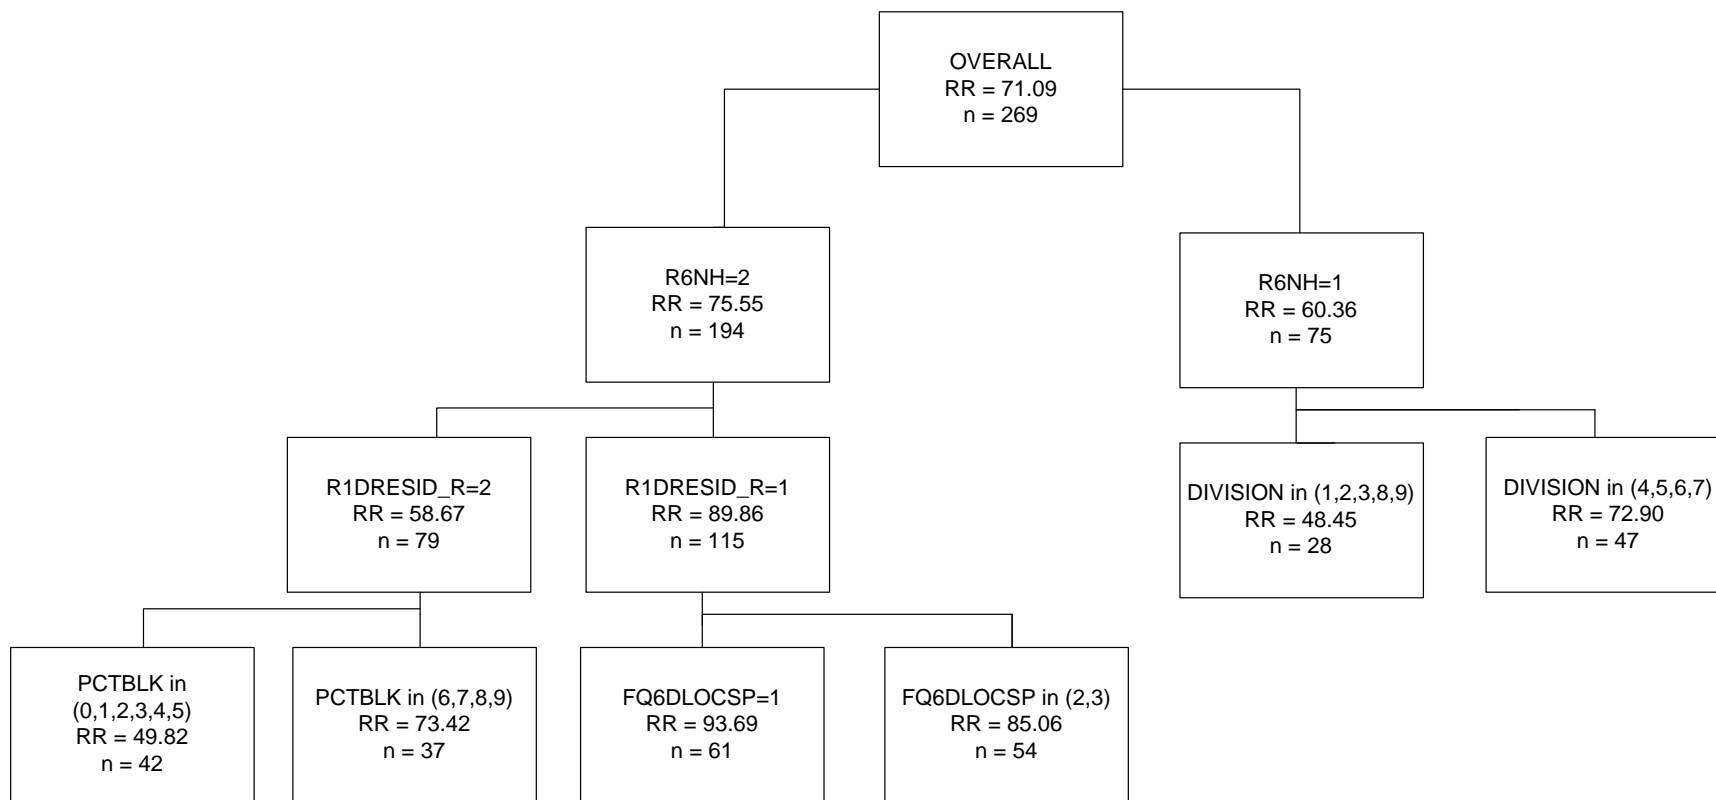 OVERALL
RR = 71.09
n = 269
R6NH=2
RR = 75.55
n = 194
R6NH=1
RR = 60.36
n = 75
R1DRESID_R=2
RR = 58.67
n = 79
R1DRESID_R=1
RR = 89.86
n = 115
DIVISION in (1,2,3,8,9)
RR = 48.45
n = 28
DIVISION in (4,5,6,7)
RR = 72.90
n = 47
PCTBLK in
(0,1,2,3,4,5)
RR = 49.82
n = 42
PCTBLK in (6,7,8,9)
RR = 73.42
n = 37
FQ6DLOCSP=1
RR = 93.69
n = 61
FQ6DLOCSP in (2,3)
RR = 85.06
n = 54